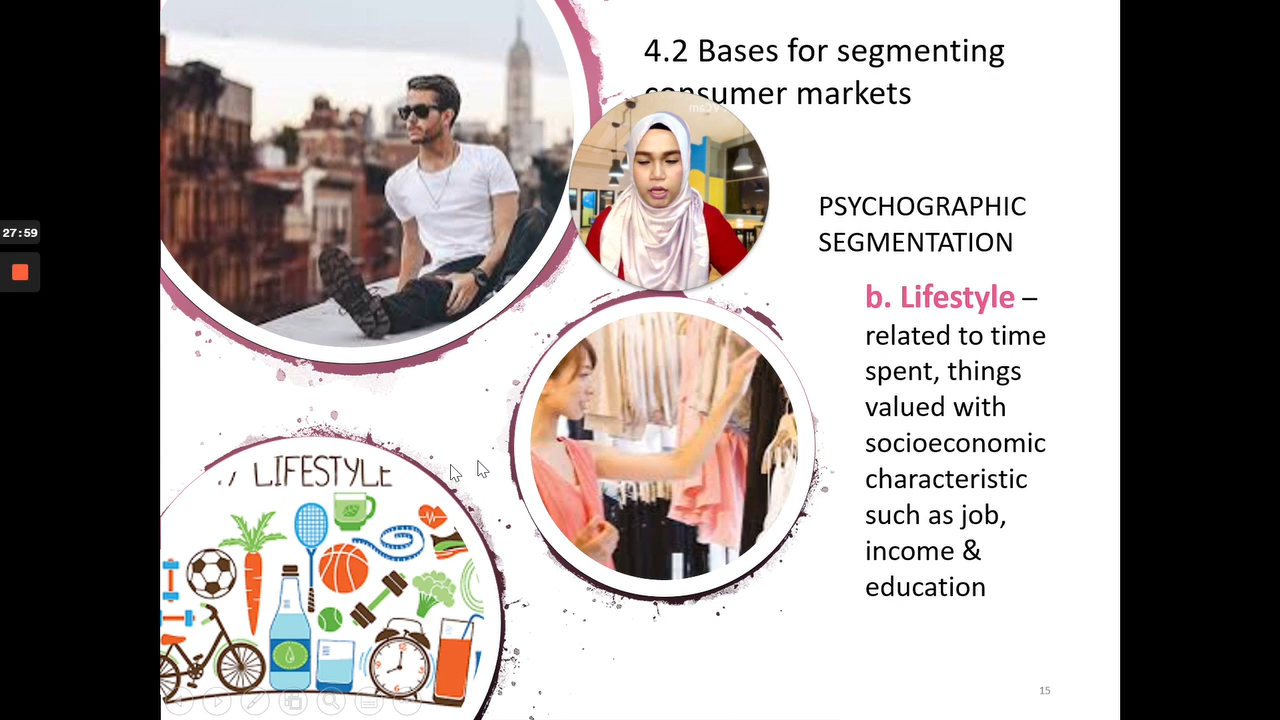 4.2 Bases for segmenting
consumer markets
27:59
PSYCHOGRAPHIC
SEGMENTATION
b. Lifestyle –
related to time
spent, things
valued with
socioeconomic
characteristic
such as job,
income &
education
LIFESTYLE
15